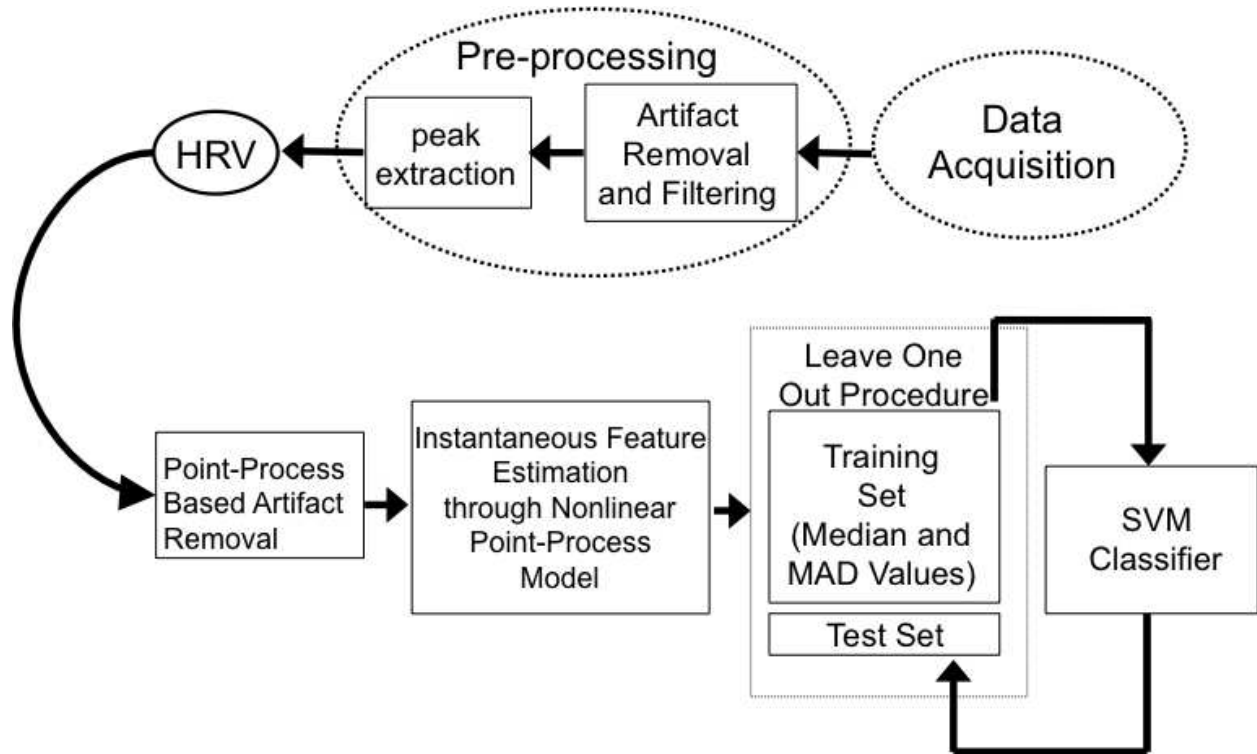 Pre-processing
Data
Acquisition
Artifact
Removal
and Filtering
peak
extraction
HRV
Point-Process
Based Artifact
Removal
Instantaneous Feature
Estimation
through Nonlinear
Point-Process
Model
Leave One
Out Procedure
Training
Set
(Median and
MAD Values)
Test Set
SVM
Classifier